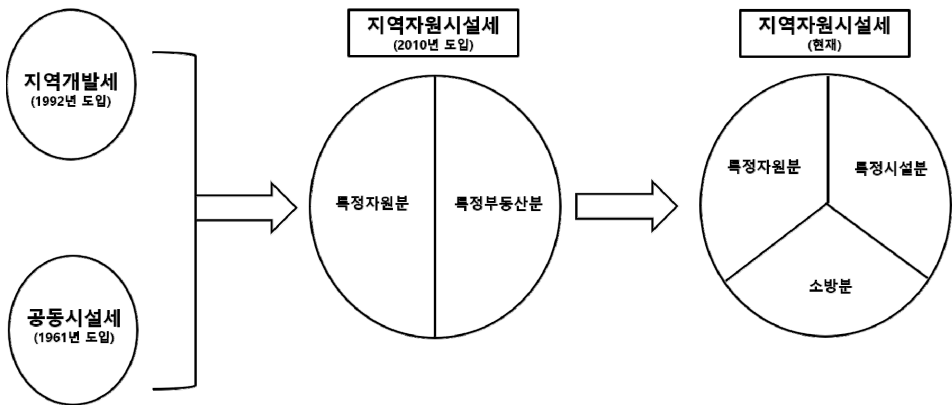 지역개발세
(1992년 도입)
공동시설세
(1961년 도입)
지역자원시설세
(2010년 도입)
특정자원분
특정부동산분
지역자원시설세
(현재)
특정자원분
특정시설분
소방분